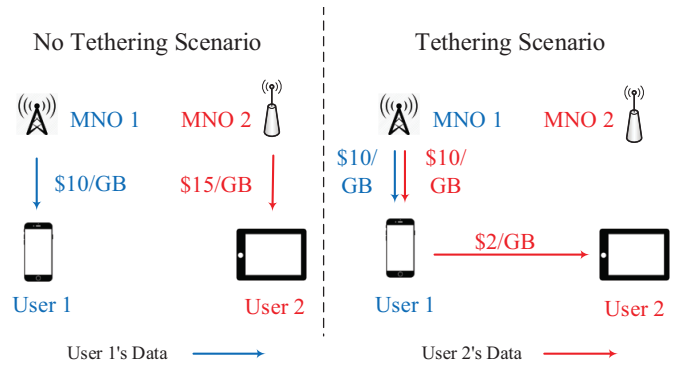 No Tethering Scenario
Tethering Scenario
MNO 1
MNO 2
MNO 1
MNO 2
$10/GB
$15/GB
$10/
GB
$10/
GB
$2/GB
User 1
User 2
User 1
User 2
User 1's Data
User 2's Data